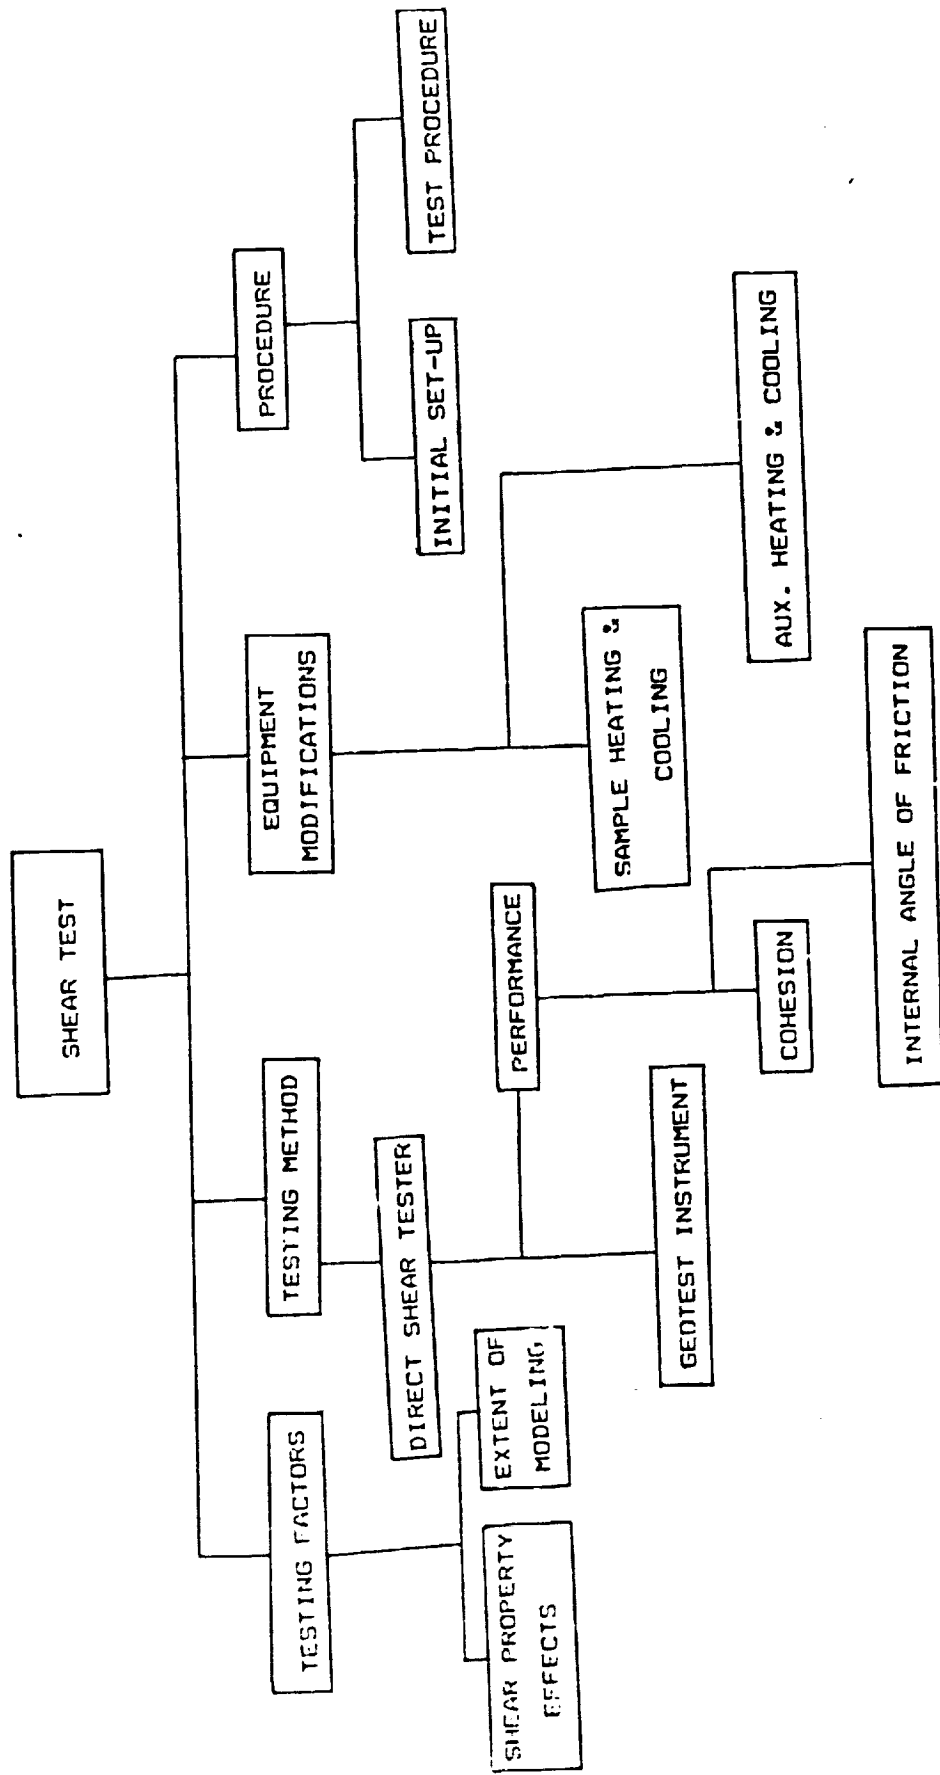 SHEAR TEST
TESTING FACTORS
TESTING METHOD
EQUIPMENT
MODIFICATIONS
PROCEDURE
SHEAR PROPERTY
EFFECTS
EXTENT OF
MODELING
DIRECT SHEAR TESTER
GEOTEST INSTRUMENT
PERFORMANCE
COHESION
INTERNAL ANGLE OF FRICTION
SAMPLE HEATING &
COOLING
AUX. HEATING & COOLING
INITIAL SET-UP
TEST PROCEDURE